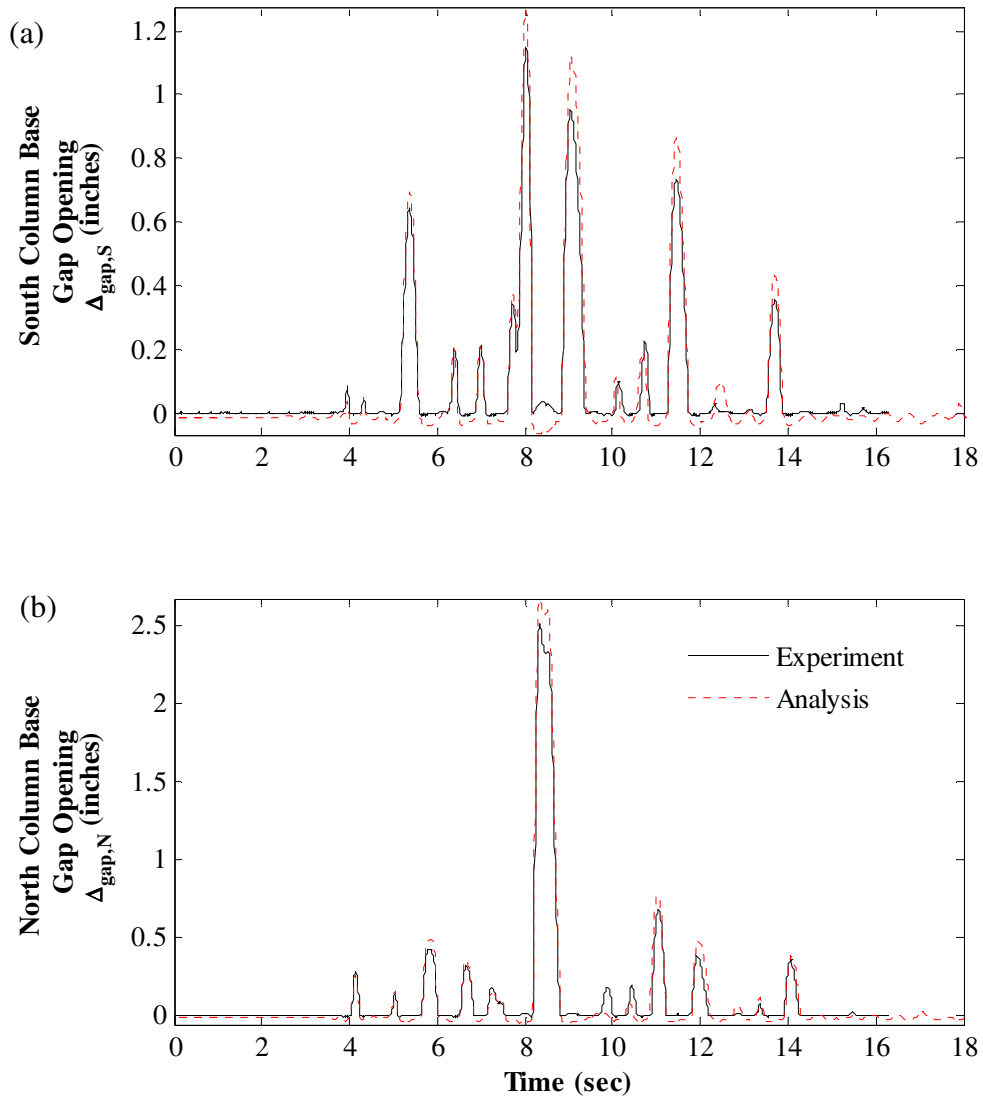 (a)
South Column Base
Gap Opening
Δgap,S (inches)
1.2
1
0.8
0.6
0.4
0.2
0
0 2 4 6 8 10 12 14 16 18
(b)
North Column Base
Gap Opening
Δgap,N (inches)
2.5
2
1.5
1
0.5
0
Experiment
Analysis
0 2 4 6 8 10 12 14 16 18
Time (sec)